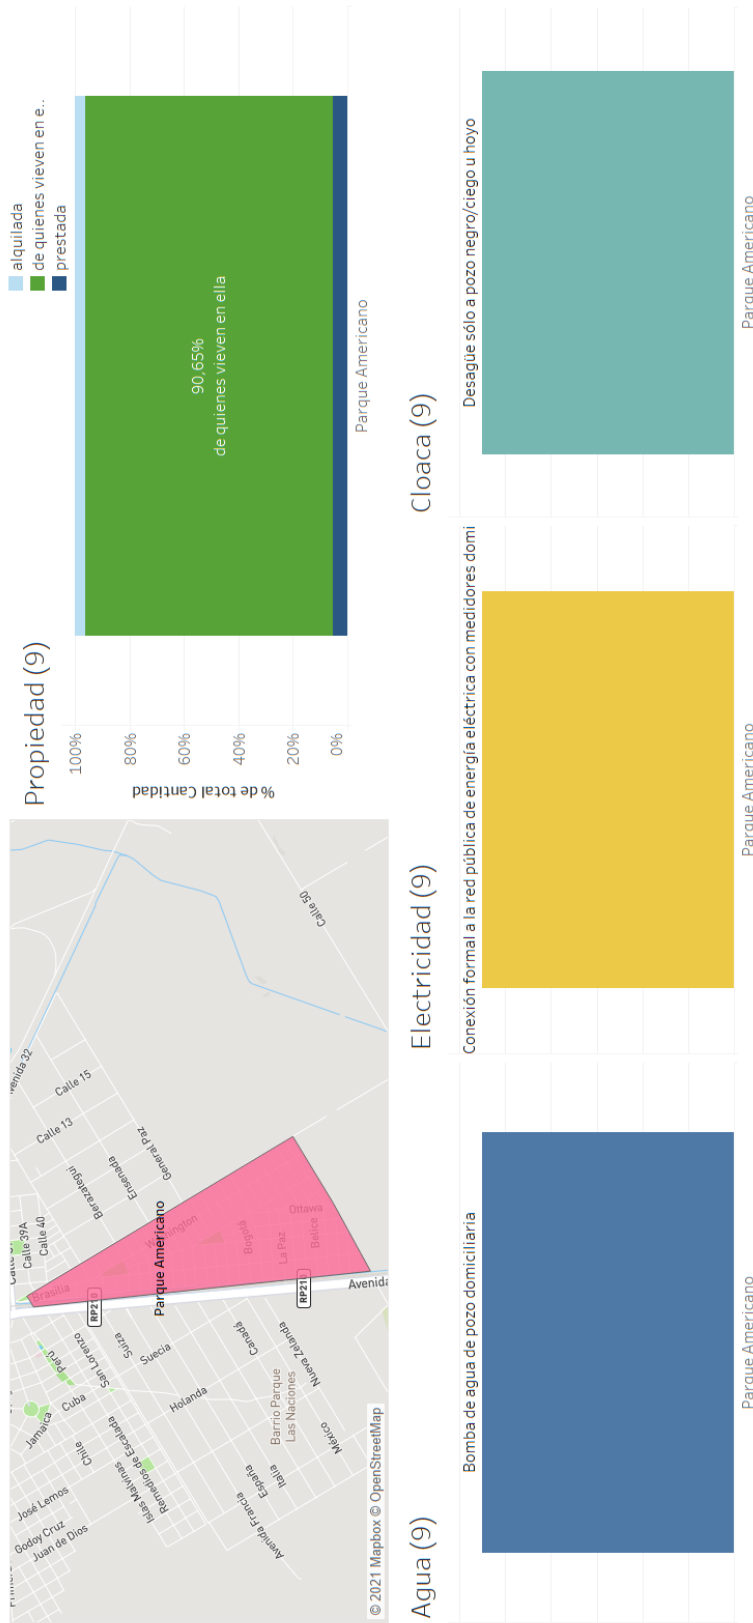 Avenida 32
Calle 15
Calle 13
Calle 39A
Calle 40
Berazategui
Ensenada
General Paz
Calle 50
Brasilia
Washington
Parque Americano
Bogotá
La Paz
Ottawa
Belice
RP210
RP210
Avenida
Perú
San Lorenzo
Suiza
Suecia
Jamaica
Cuba
Chile
Holanda
Canadá
Nueva Zelanda
José Lemos
Godoy Cruz
Juan de Dios
Islas Malvinas
Remedios de Escalada
Barrio Parque
Las Naciones
México
España
Italia
Avenida Francia
© 2021 Mapbox © OpenStreetMap
Propiedad (9)
alquilada
de quienes vieven en e..
prestada
100%
80%
60%
40%
20%
0%
% de total Cantidad
90,65%
de quienes vieven en ella
Parque Americano
Agua (9)
Bomba de agua de pozo domiciliaria
Parque Americano
Electricidad (9)
Conexión formal a la red pública de energía eléctrica con medidores domi
Parque Americano
Cloaca (9)
Desagüe sólo a pozo negro/ciego u hoyo
Parque Americano